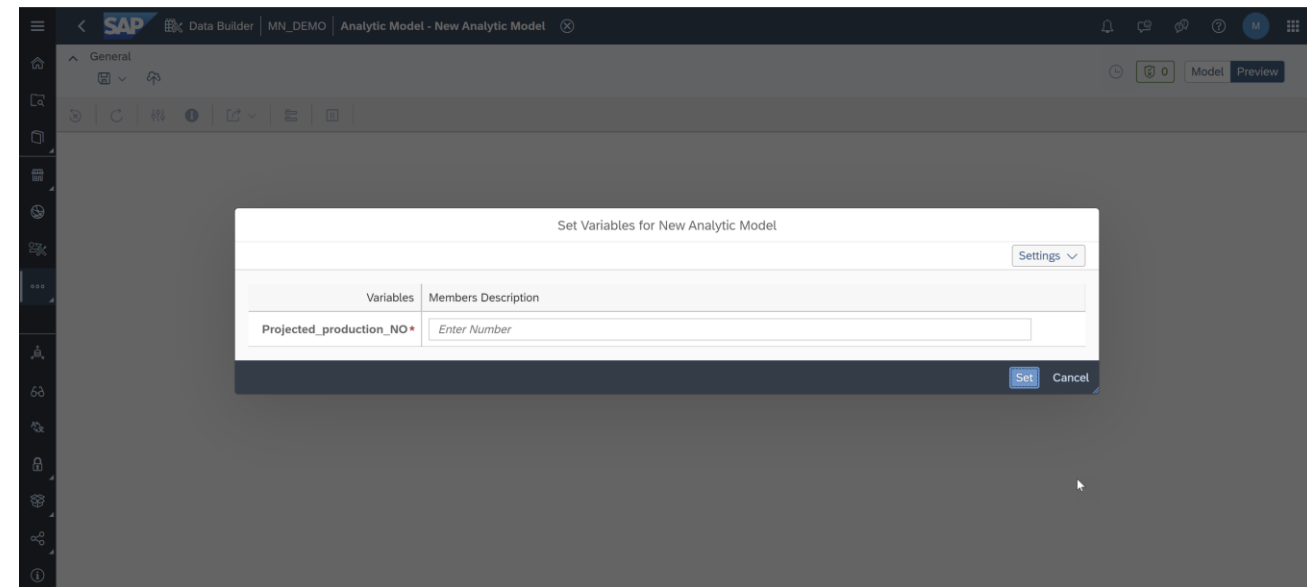 SAP Data Builder MN_DEMO Analytic Model - New Analytic Model M
General
0 Model Preview
Set Variables for New Analytic Model
Settings
Variables Members Description
Projected_production_NO* Enter Number
Set Cancel